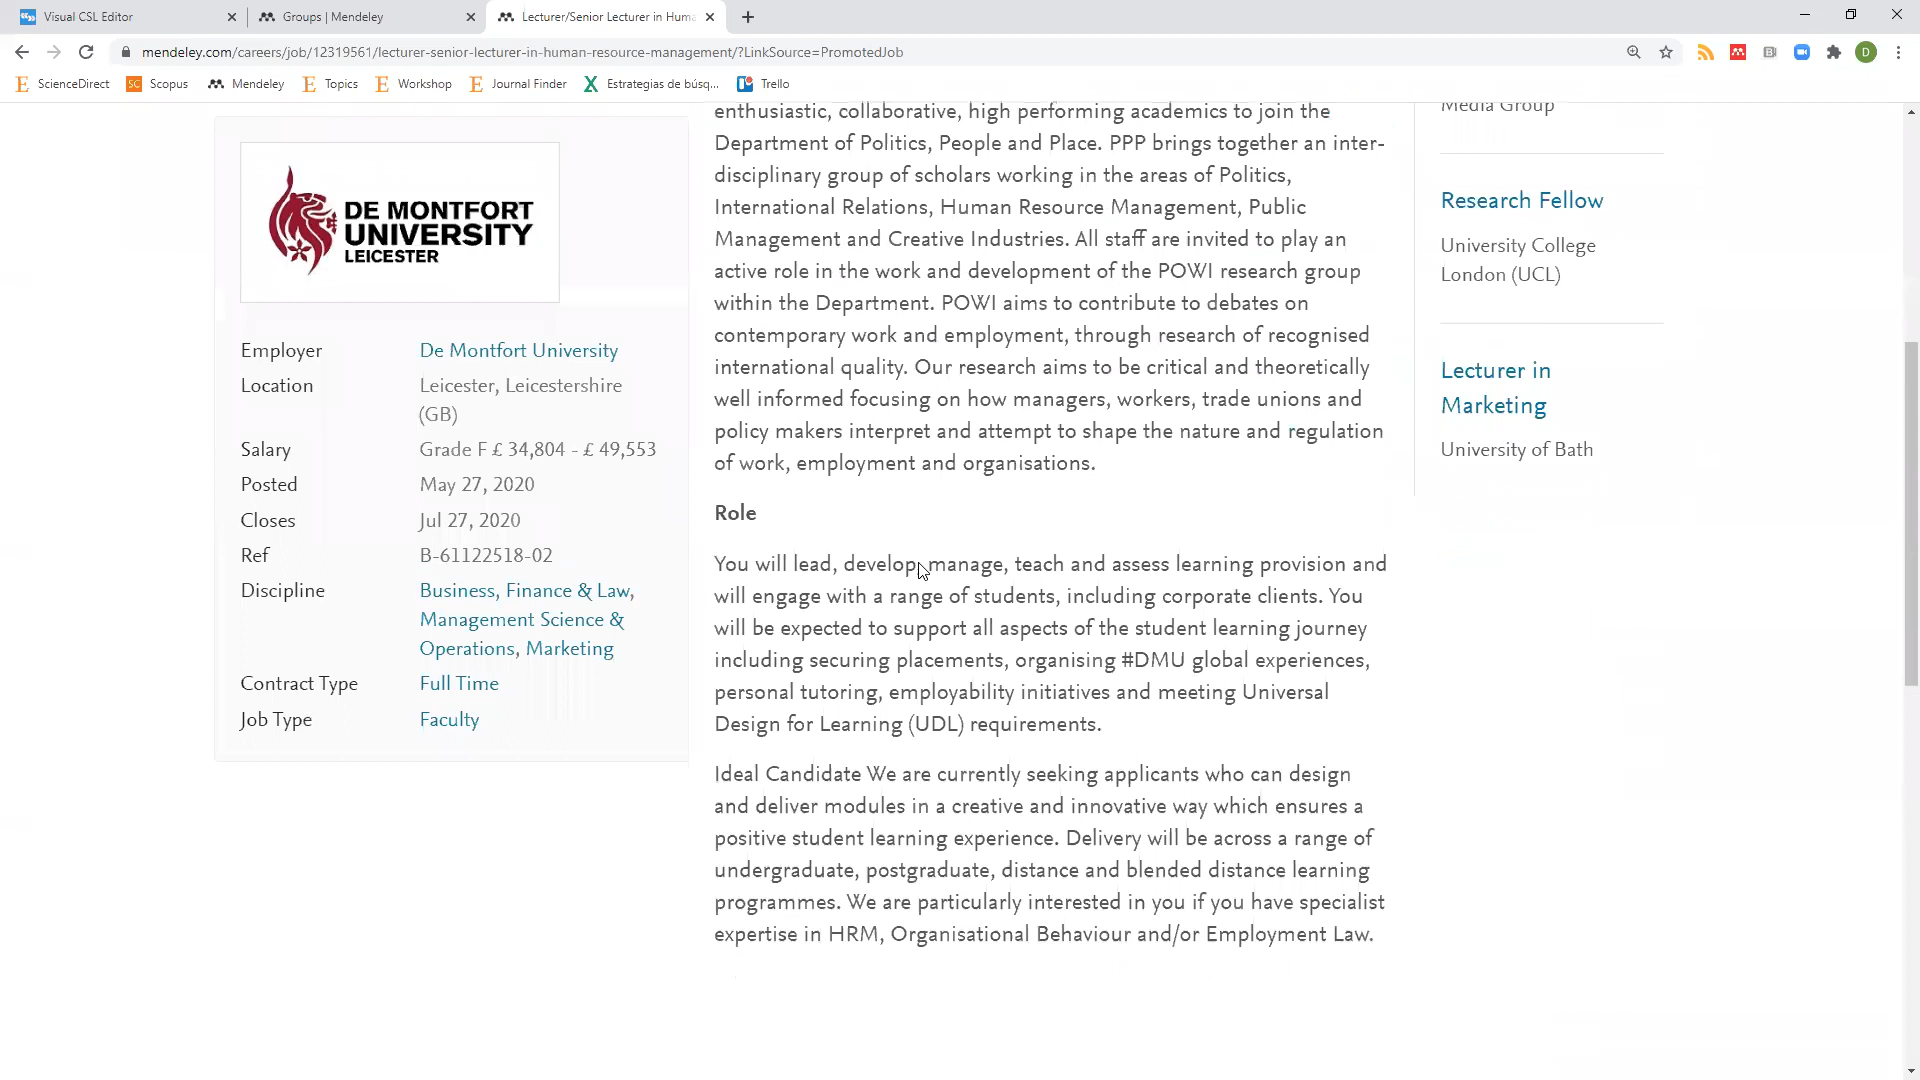 Visual CSL Editor
Groups | Mendeley
Lecturer/Senior Lecturer in Huma
mendeley.com/careers/job/12319561/lecturer-senior-lecturer-in-human-resource-management/?LinkSource=PromotedJob
D
ScienceDirect
SC Scopus
Mendeley
Topics
Workshop
Journal Finder
Estrategias de búsq...
Trello
DE MONTFORT
UNIVERSITY
LEICESTER
Employer De Montfort University
Location Leicester, Leicestershire
(GB)
Salary Grade F £ 34,804 - £ 49,553
Posted May 27, 2020
Closes Jul 27, 2020
Ref B-61122518-02
Discipline Business, Finance & Law,
Management Science &
Operations, Marketing
Contract Type Full Time
Job Type Faculty
enthusiastic, collaborative, high performing academics to join the
Department of Politics, People and Place. PPP brings together an inter-
disciplinary group of scholars working in the areas of Politics,
International Relations, Human Resource Management, Public
Management and Creative Industries. All staff are invited to play an
active role in the work and development of the POWI research group
within the Department. POWI aims to contribute to debates on
contemporary work and employment, through research of recognised
international quality. Our research aims to be critical and theoretically
well informed focusing on how managers, workers, trade unions and
policy makers interpret and attempt to shape the nature and regulation
of work, employment and organisations.
Role
You will lead, develop, manage, teach and assess learning provision and
will engage with a range of students, including corporate clients. You
will be expected to support all aspects of the student learning journey
including securing placements, organising #DMU global experiences,
personal tutoring, employability initiatives and meeting Universal
Design for Learning (UDL) requirements.
Ideal Candidate We are currently seeking applicants who can design
and deliver modules in a creative and innovative way which ensures a
positive student learning experience. Delivery will be across a range of
undergraduate, postgraduate, distance and blended distance learning
programmes. We are particularly interested in you if you have specialist
expertise in HRM, Organisational Behaviour and/or Employment Law.
Media Group
Research Fellow
University College
London (UCL)
Lecturer in
Marketing
University of Bath